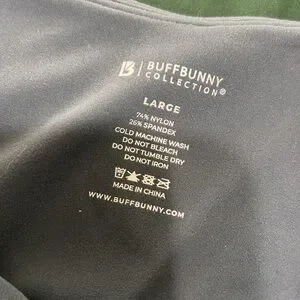 BUFFBUNNY
COLLECTION®
LARGE
74% NYLON
26% SPANDEX
COLD MACHINE WASH
DO NOT BLEACH
DO NOT TUMBLE DRY
DO NOT IRON
MADE IN CHINA
WWW.BUFFBUNNY.COM